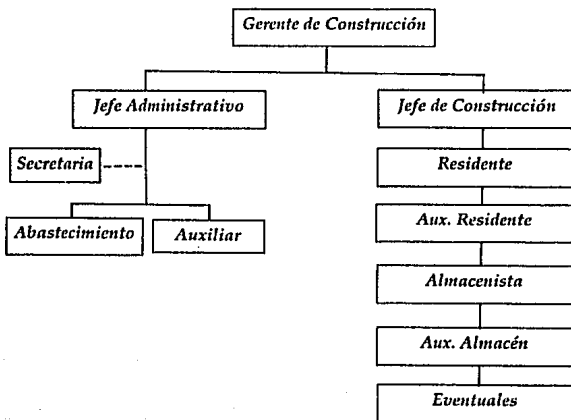 Gerente de Construcción
Jefe Administrativo
Jefe de Construcción
Secretaria
Residente
Abastecimiento
Auxiliar
Aux. Residente
Almacenista
Aux. Almacén
Eventuales